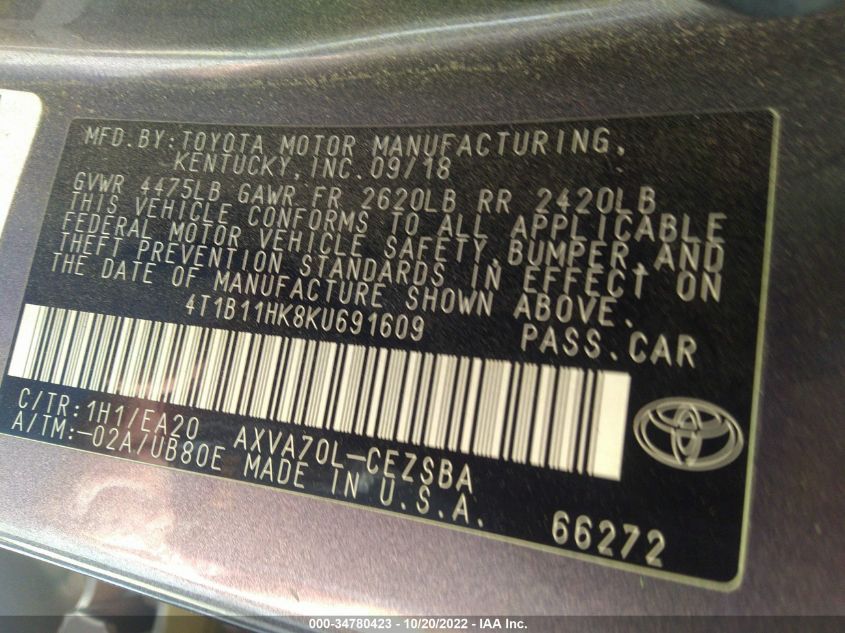 MFD.BY:TOYOTA MOTOR MANUFACTURING,
KENTUCKY,INC.09/18
GVWR 4475LB GAWR FR 2620LB RR 2420LB
THIS VEHICLE CONFORMS TO ALL APPLICABLE
FEDERAL MOTOR VEHICLE SAFETY,BUMPER,AND
THEFT PREVENTION STANDARDS IN EFFECT ON
THE DATE OF MANUFACTURE SHOWN ABOVE.
4T1B11HK8KU691609 PASS.CAR
C/TR:1H1/EA20 AXVA70L-CEZSBA
A/TM:-02A/UB80E MADE IN U.S.A.
66272
000-34780423 - 10/20/2022 - IAA Inc.